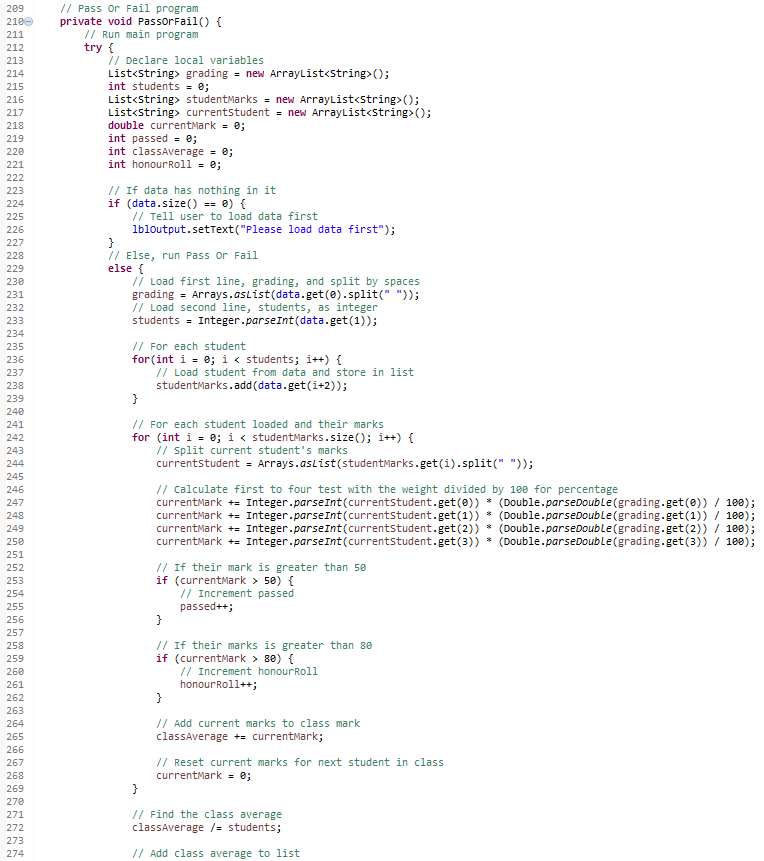 209 // Pass Or Fail program
210 private void PassOrFail() {
211 // Run main program
212 try {
213 // Declare local variables
214 List<String> grading = new ArrayList<String>();
215 int students = 0;
216 List<String> studentMarks = new ArrayList<String>();
217 List<String> currentStudent = new ArrayList<String>();
218 double currentMark = 0;
219 int passed = 0;
220 int classAverage = 0;
221 int honourRoll = 0;
222
223 // If data has nothing in it
224 if (data.size() == 0) {
225 // Tell user to load data first
226 lblOutput.setText("Please load data first");
227 }
228 // Else, run Pass Or Fail
229 else {
230 // Load first line, grading, and split by spaces
231 grading = Arrays.asList(data.get(0).split(" "));
232 // Load second line, students, as integer
233 students = Integer.parseInt(data.get(1));
234
235 // For each student
236 for(int i = 0; i < students; i++) {
237 // Load student from data and store in list
238 studentMarks.add(data.get(i+2));
239 }
240
241 // For each student loaded and their marks
242 for (int i = 0; i < studentMarks.size(); i++) {
243 // Split current student's marks
244 currentStudent = Arrays.asList(studentMarks.get(i).split(" "));
245
246 // Calculate first to four test with the weight divided by 100 for percentage
247 currentMark += Integer.parseInt(currentStudent.get(0)) * (Double.parseDouble(grading.get(0)) / 100);
248 currentMark += Integer.parseInt(currentStudent.get(1)) * (Double.parseDouble(grading.get(1)) / 100);
249 currentMark += Integer.parseInt(currentStudent.get(2)) * (Double.parseDouble(grading.get(2)) / 100);
250 currentMark += Integer.parseInt(currentStudent.get(3)) * (Double.parseDouble(grading.get(3)) / 100);
251
252 // If their mark is greater than 50
253 if (currentMark > 50) {
254 // Increment passed
255 passed++;
256 }
257
258 // If their marks is greater than 80
259 if (currentMark > 80) {
260 // Increment honourRoll
261 honourRoll++;
262 }
263
264 // Add current marks to class mark
265 classAverage += currentMark;
266
267 // Reset current marks for next student in class
268 currentMark = 0;
269 }
270
271 // Find the class average
272 classAverage /= students;
273
274 // Add class average to list